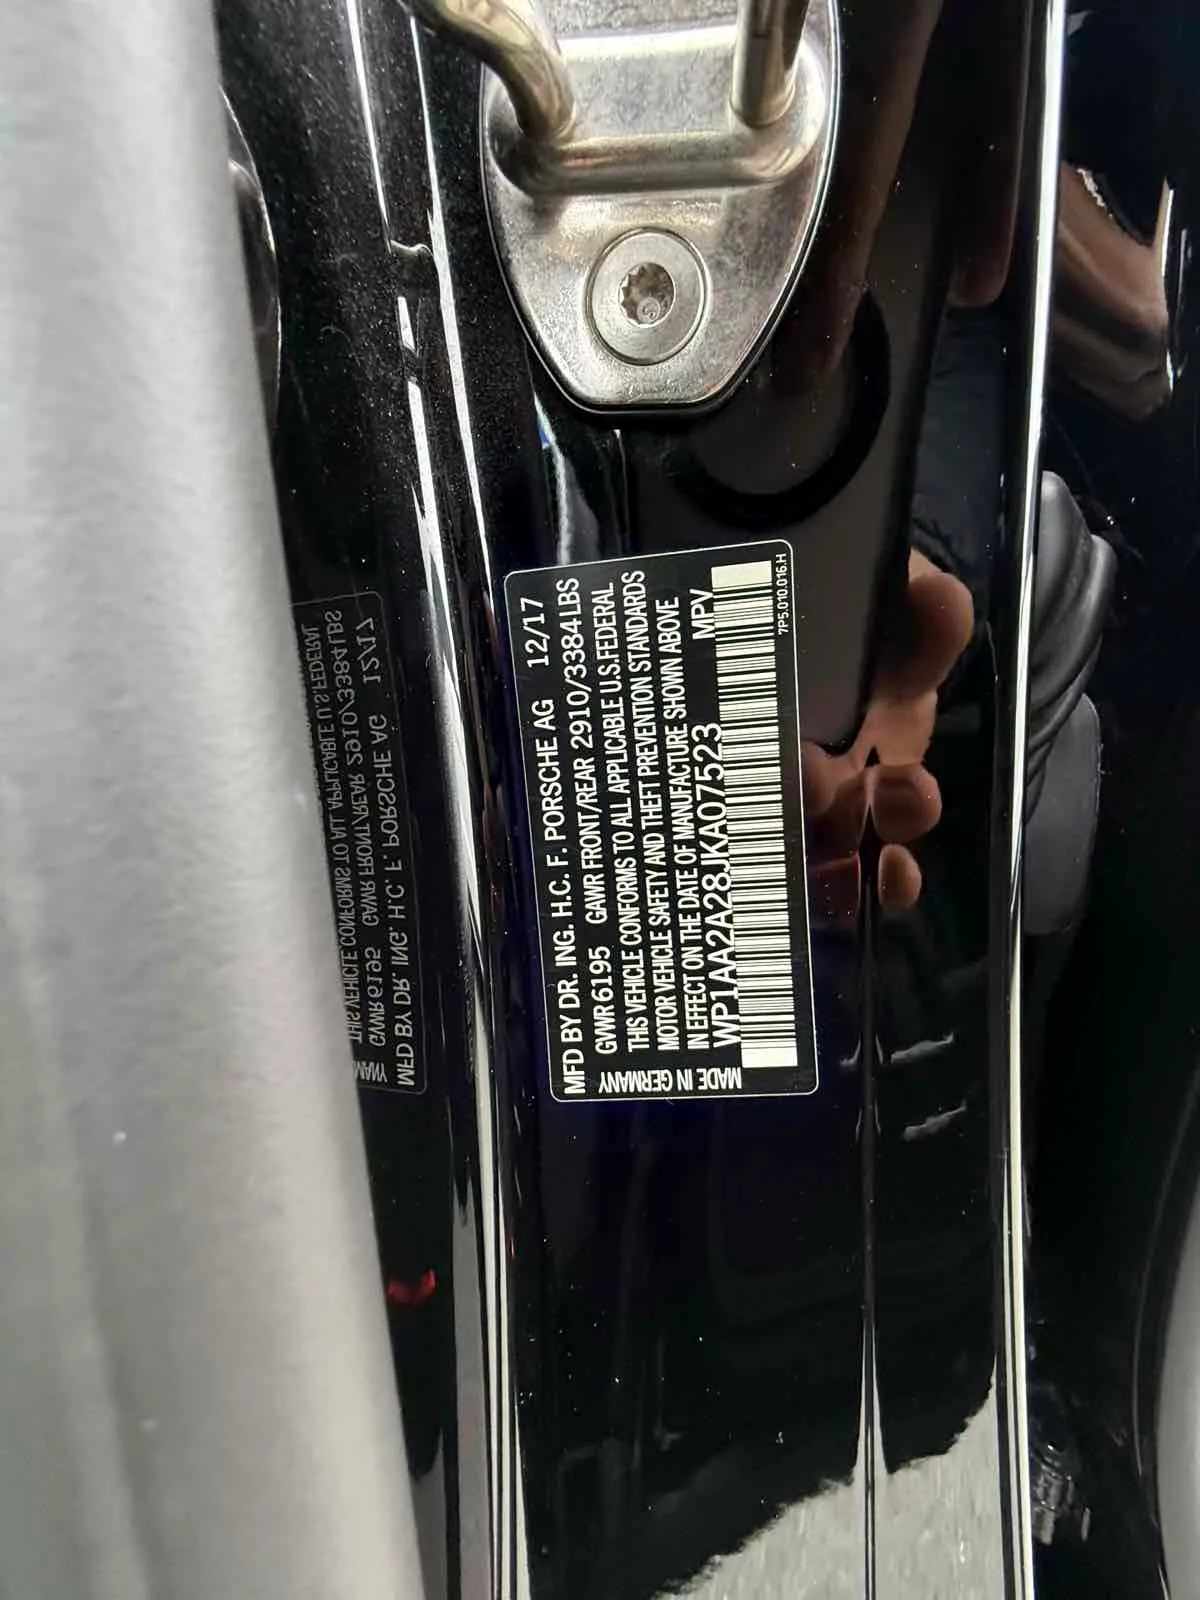 MFD BY DR. ING. H.C. F. PORSCHE AG 12/17
GVWR 6195 GAWR FRONT/REAR 2910/3384 LBS
THIS VEHICLE CONFORMS TO ALL APPLICABLE U.S.FEDERAL
MOTOR VEHICLE SAFETY AND THEFT PREVENTION STANDARDS
IN EFFECT ON THE DATE OF MANUFACTURE SHOWN ABOVE
WP1AA2A28JKA07523 MPV
MADE IN GERMANY
7P5.010.016.H